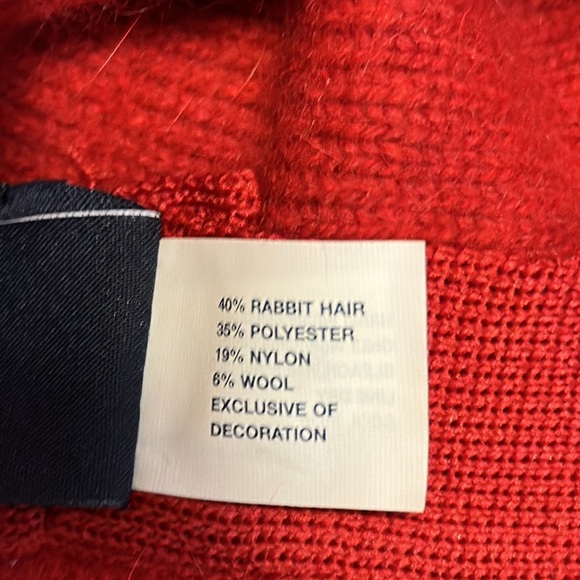 40% RABBIT HAIR
35% POLYESTER
19% NYLON
6% WOOL
EXCLUSIVE OF
DECORATION